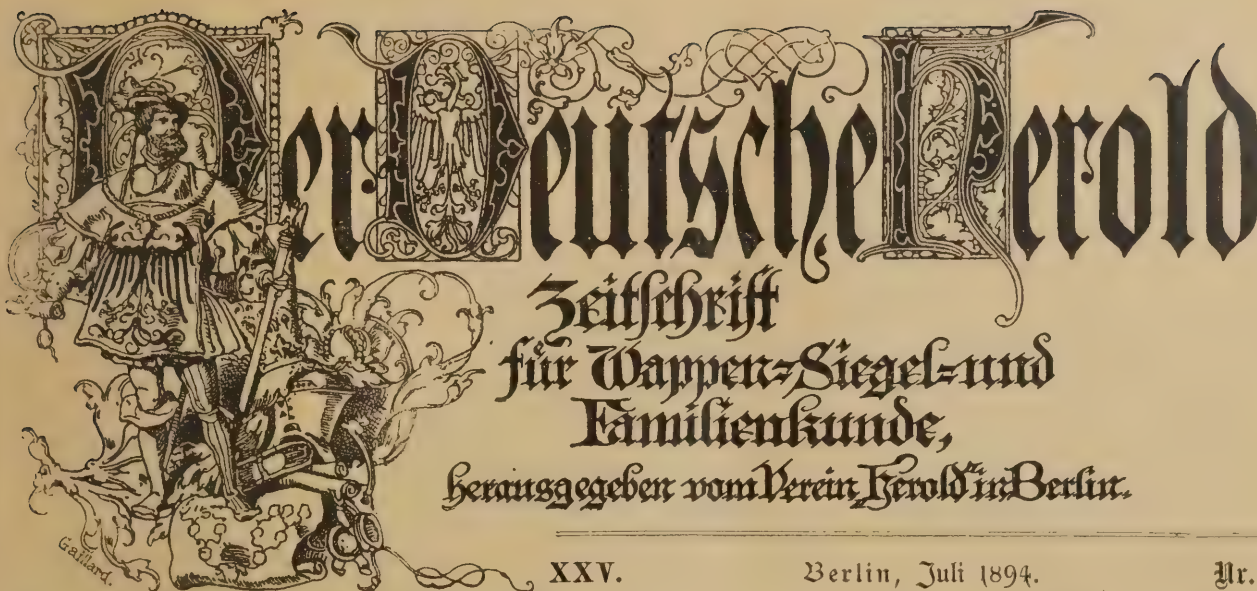 Der Deutsche Herold
Zeitschrift
für Wappen-Siegel- und
Familienkunde,
herausgegeben vom Verein „Herold“ in Berlin.
Gaillard.
XXV. Berlin, Juli 1894. Nr.